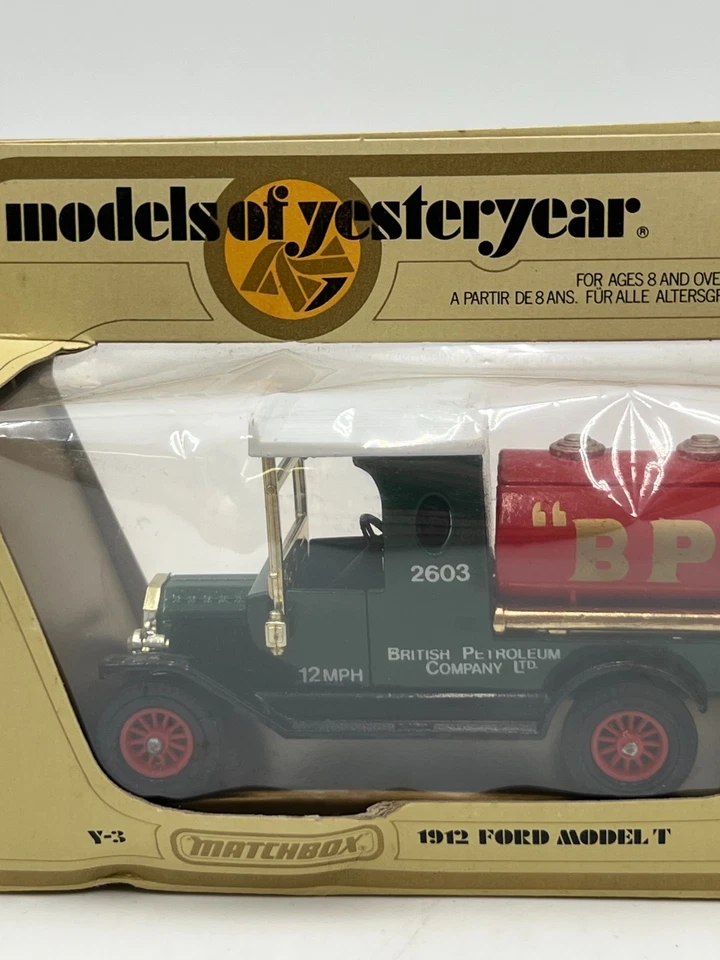 models of yesteryear®
FOR AGES 8 AND OVE
A PARTIR DE 8 ANS. FÜR ALLE ALTERSGR
"BP
2603
BRITISH PETROLEUM
COMPANY LTD.
12 MPH
Y-3 MATCHBOX 1912 FORD MODEL T